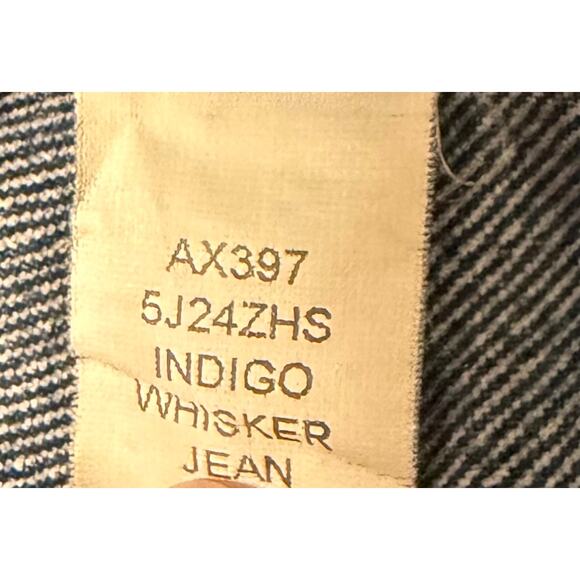 AX397
5J24ZHS
INDIGO
WHISKER
JEAN